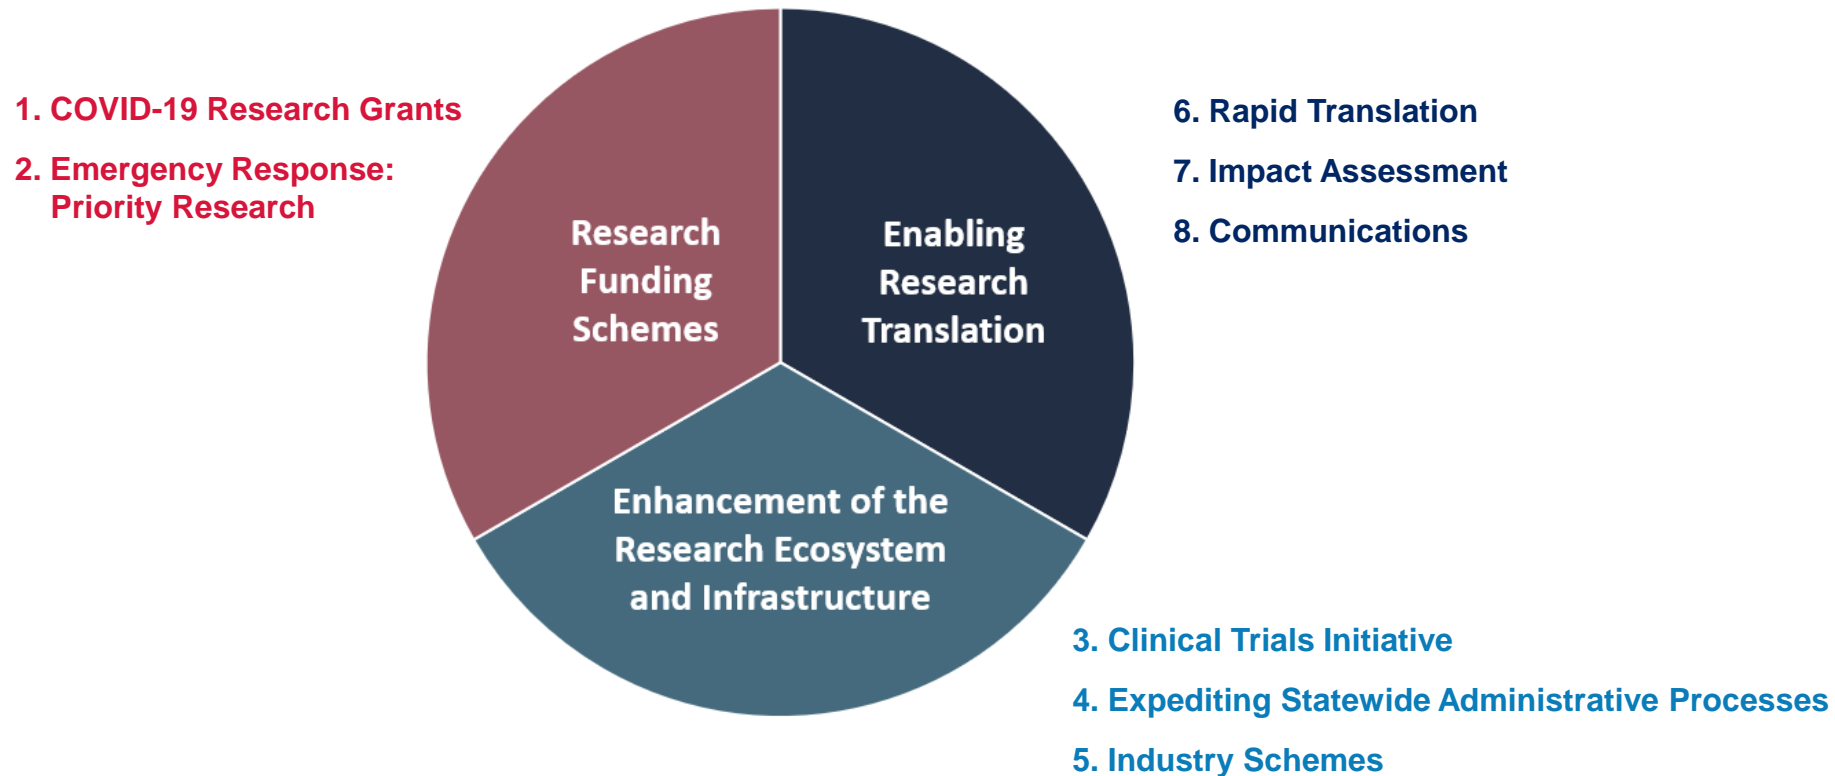 1. COVID-19 Research Grants
2. Emergency Response:
Priority Research
Research
Funding
Schemes
Enabling
Research
Translation
6. Rapid Translation
7. Impact Assessment
8. Communications
Enhancement of the
Research Ecosystem
and Infrastructure
3. Clinical Trials Initiative
4. Expediting Statewide Administrative Processes
5. Industry Schemes